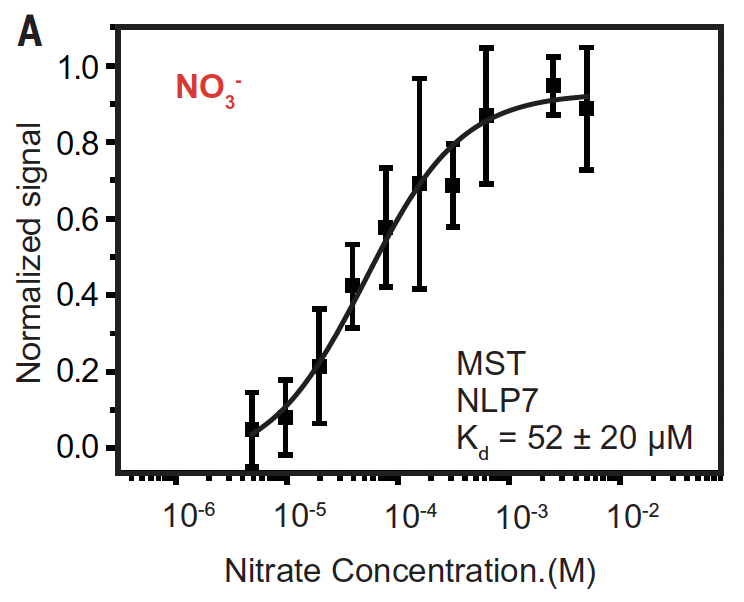 A
NO₃⁻
Normalized signal
1.0
0.8
0.6
0.4
0.2
0.0
MST
NLP7
K_d = 52 ± 20 µM
10⁻⁶ 10⁻⁵ 10⁻⁴ 10⁻³ 10⁻²
Nitrate Concentration.(M)